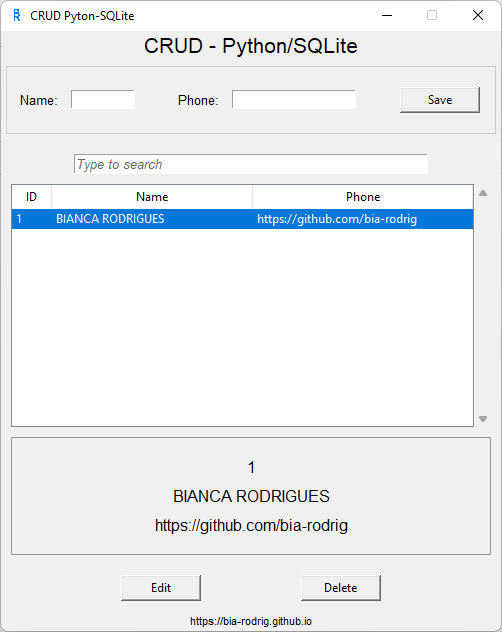 CRUD Pyton-SQLite
CRUD - Python/SQLite
Name: Phone: Save
Type to search
ID Name Phone
1 BIANCA RODRIGUES https://github.com/bia-rodrig
1
BIANCA RODRIGUES
https://github.com/bia-rodrig
Edit Delete
https://bia-rodrig.github.io